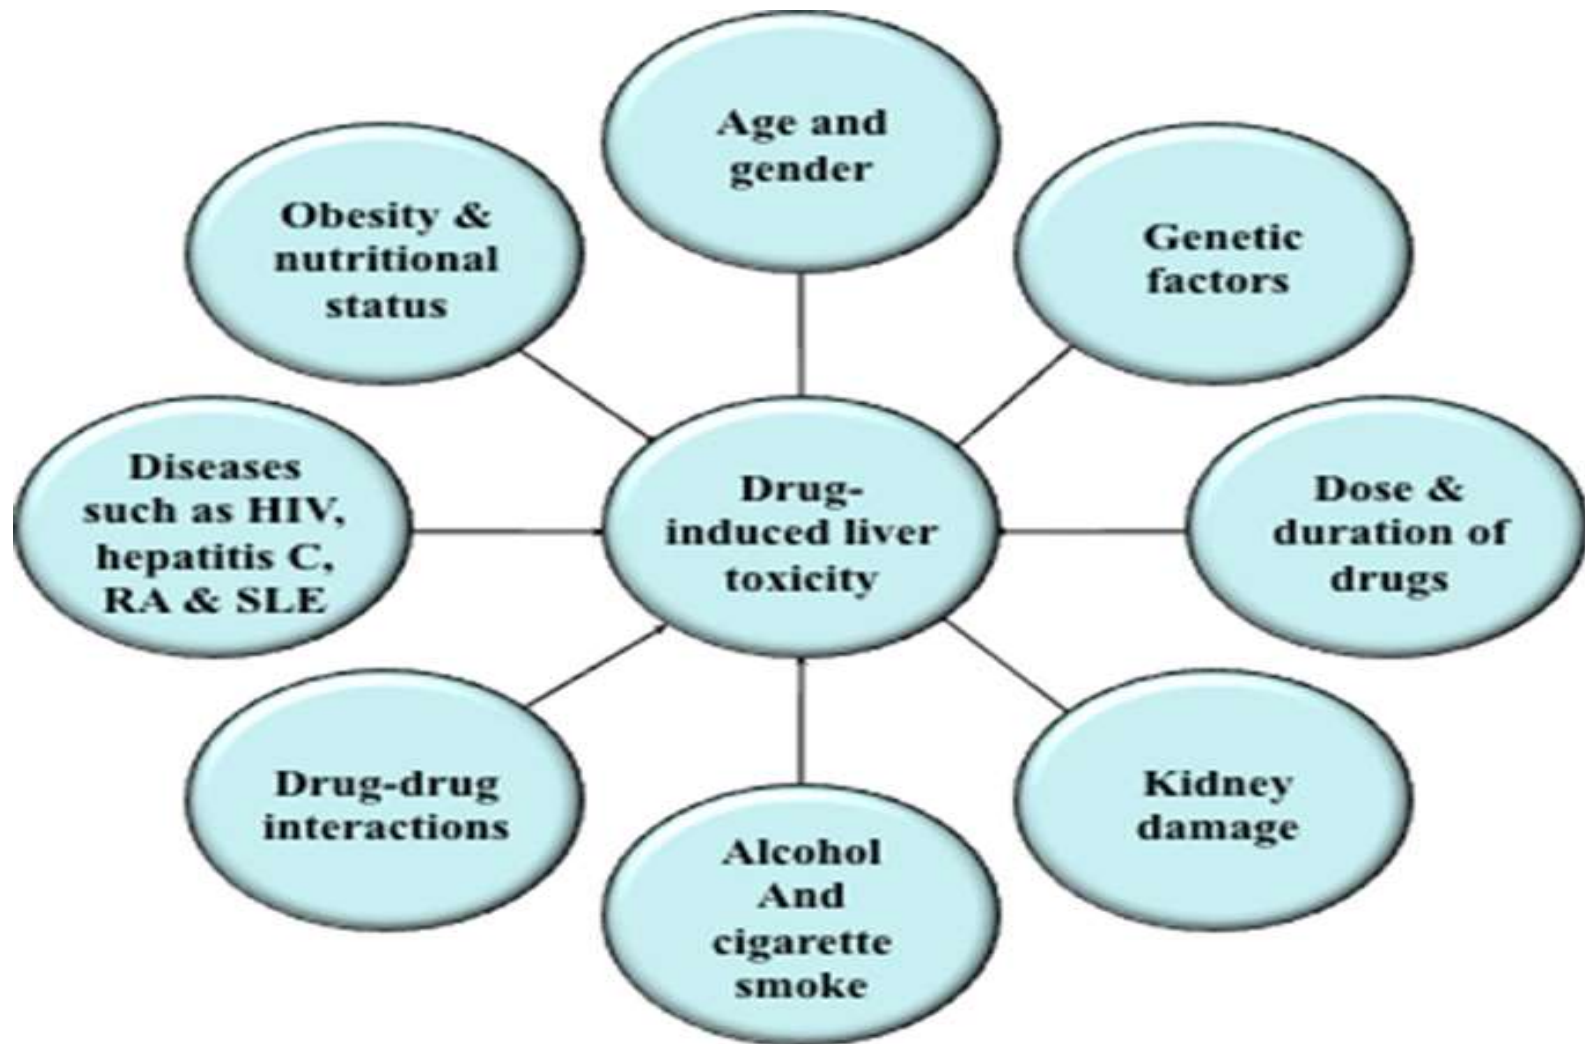 Age and
gender
Obesity &
nutritional
status
Genetic
factors
Diseases
such as HIV,
hepatitis C,
RA & SLE
Drug-
induced liver
toxicity
Dose &
duration of
drugs
Drug-drug
interactions
Kidney
damage
Alcohol
And
cigarette
smoke